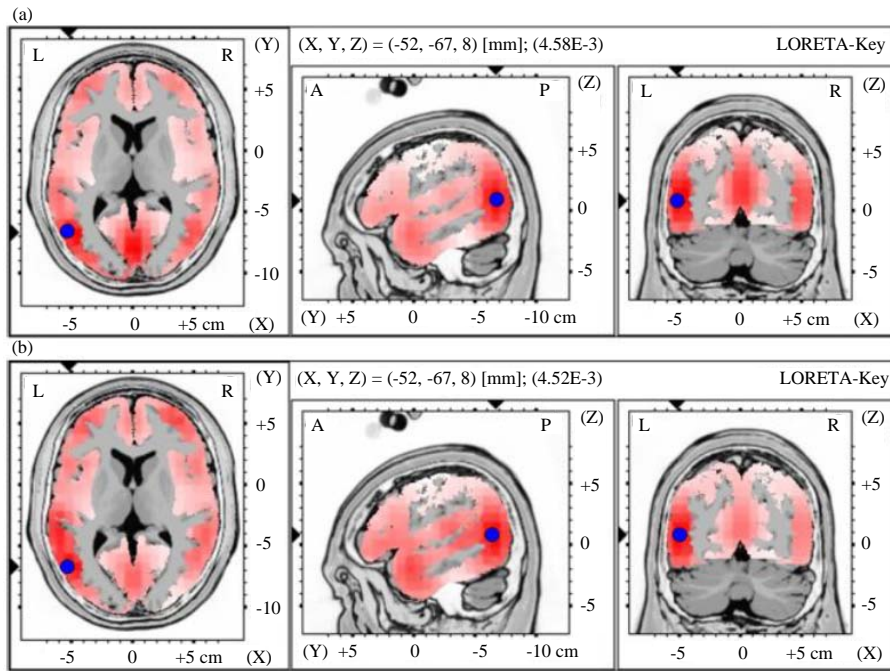 (a)
L R (Y)
+5
0
-5
-10
-5 0 +5 cm (X)
(X, Y, Z) = (-52, -67, 8) [mm]; (4.58E-3) LORETA-Key
A P (Z)
+5
0
-5
(Y) +5 0 -5 -10 cm
L R (Z)
+5
0
-5
-5 0 +5 cm (X)
(b)
L R (Y)
+5
0
-5
-10
-5 0 +5 cm (X)
(X, Y, Z) = (-52, -67, 8) [mm]; (4.52E-3) LORETA-Key
A P (Z)
+5
0
-5
(Y) +5 0 -5 -10 cm
L R (Z)
+5
0
-5
-5 0 +5 cm (X)